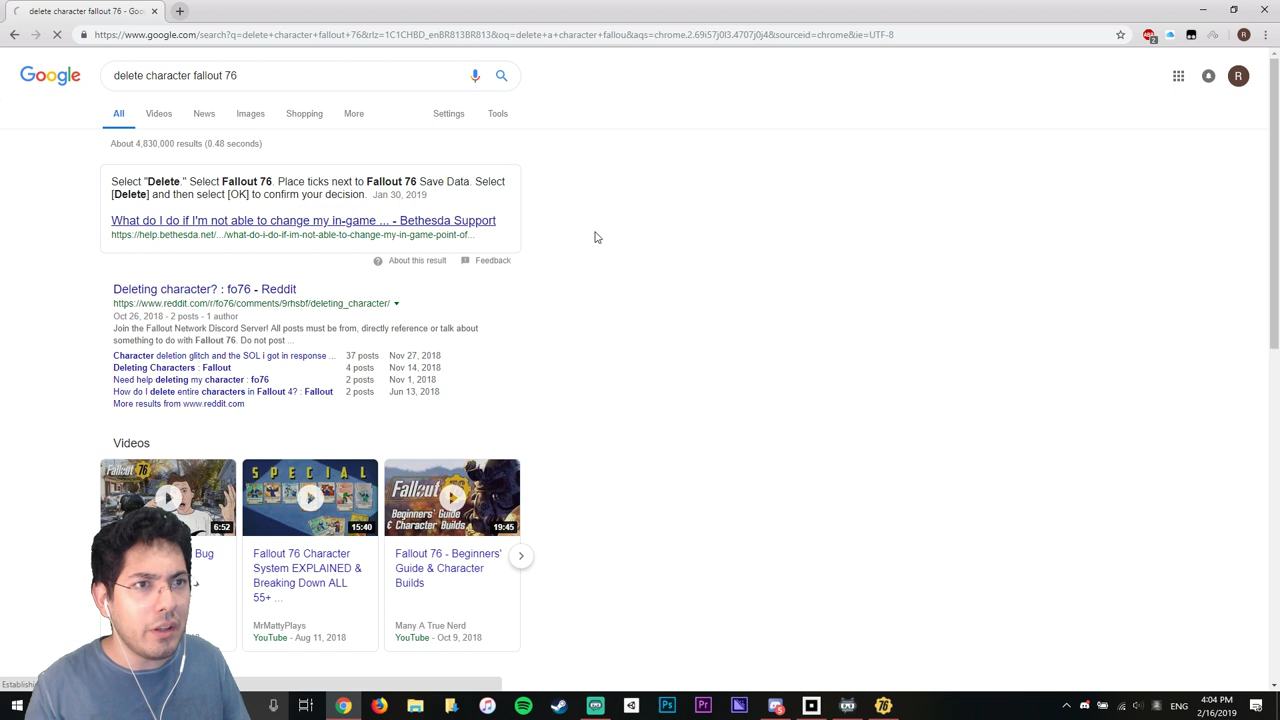 delete character fallout 76
https://www.google.com/search?q=delete+character+fallout+76&rlz=1C1CHBD_enBR813BR813&oq=delete+a+character+fallou&aqs=chrome.2.69i57j0l3.4707j0j4&sourceid=chrome&ie=UTF-8
2
R
Google
delete character fallout 76
R
All
Videos
News
Images
Shopping
More
Settings
Tools
About 4,830,000 results (0.48 seconds)
Select "Delete." Select Fallout 76. Place ticks next to Fallout 76 Save Data. Select
[Delete] and then select [OK] to confirm your decision. Jan 30, 2019
What do I do if I'm not able to change my in-game ... - Bethesda Support
https://help.bethesda.net/.../what-do-i-do-if-im-not-able-to-change-my-in-game-point-of...
About this result
Feedback
Deleting character? : fo76 - Reddit
https://www.reddit.com/r/fo76/comments/9rhsbf/deleting_character/
Oct 26, 2018 - 2 posts - 1 author
Join the Fallout Network Discord Server! All posts must be from, directly reference or talk about
something to do with Fallout 76. Do not post ...
Character deletion glitch and the SOL i got in response ... 37 posts Nov 27, 2018
Deleting Characters : Fallout 4 posts Nov 14, 2018
Need help deleting my character : fo76 2 posts Nov 1, 2018
How do I delete entire characters in Fallout 4? : Fallout 2 posts Jun 13, 2018
More results from www.reddit.com
Videos
Fallout 76
6:52
SPECIAL
15:40
Fallout
Beginners' Guide
& Character Builds
19:45
Bug
Fallout 76 Character
System EXPLAINED &
Breaking Down ALL
55+ ...
MrMattyPlays
YouTube - Aug 11, 2018
Fallout 76 - Beginners'
Guide & Character
Builds
Many A True Nerd
YouTube - Oct 9, 2018
Ps
Pr
5
76
ENG
4:04 PM
2/16/2019